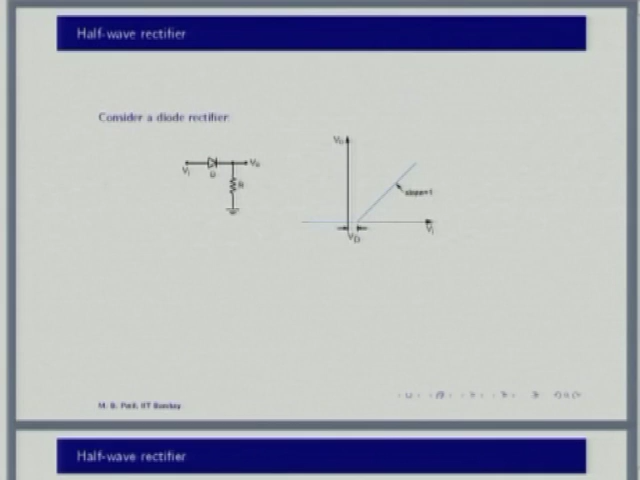 Half-wave rectifier
Consider a diode rectifier:
Vo
Vi
D
Vo
R
slope=1
VD
Vi
M. B. Patil, IIT Bombay
Half-wave rectifier